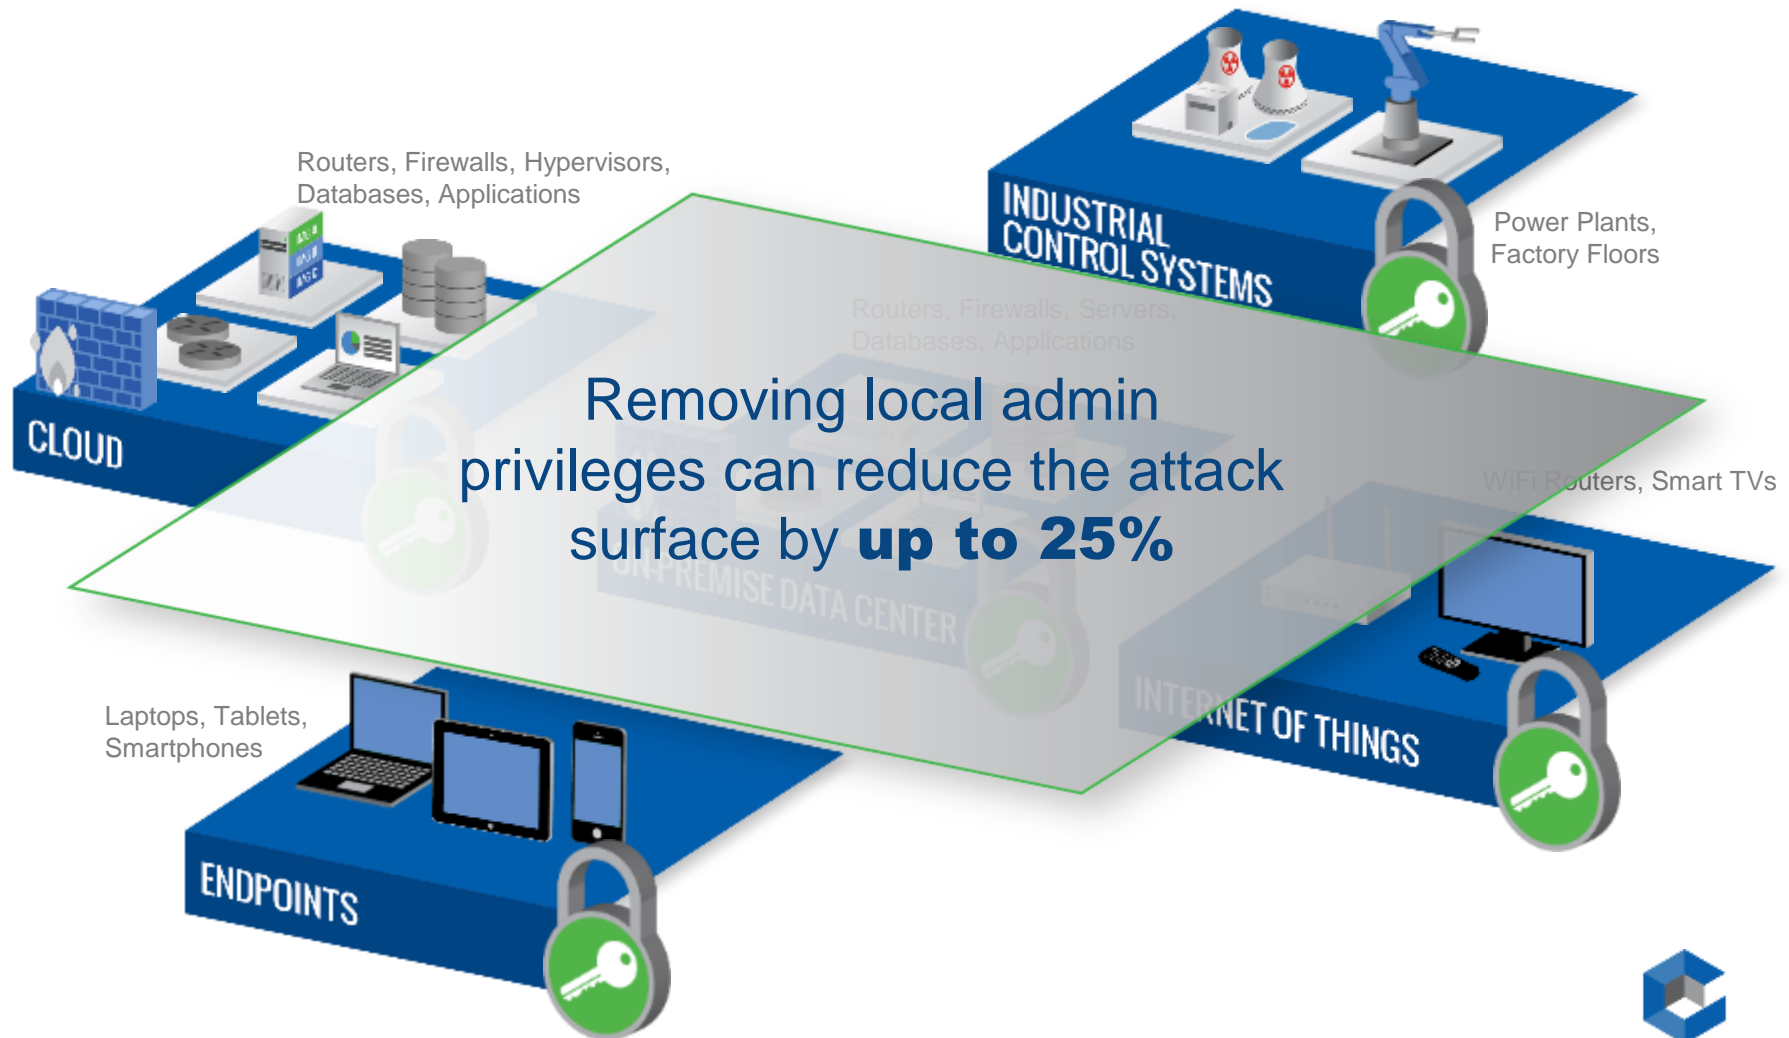 Routers, Firewalls, Hypervisors,
Databases, Applications
INDUSTRIAL
CONTROL SYSTEMS
Power Plants,
Factory Floors
Routers, Firewalls, Servers,
Databases, Applications
CLOUD
Removing local admin
privileges can reduce the attack
surface by up to 25%
WiFi Routers, Smart TVs
ON-PREMISE DATA CENTER
INTERNET OF THINGS
Laptops, Tablets,
Smartphones
ENDPOINTS